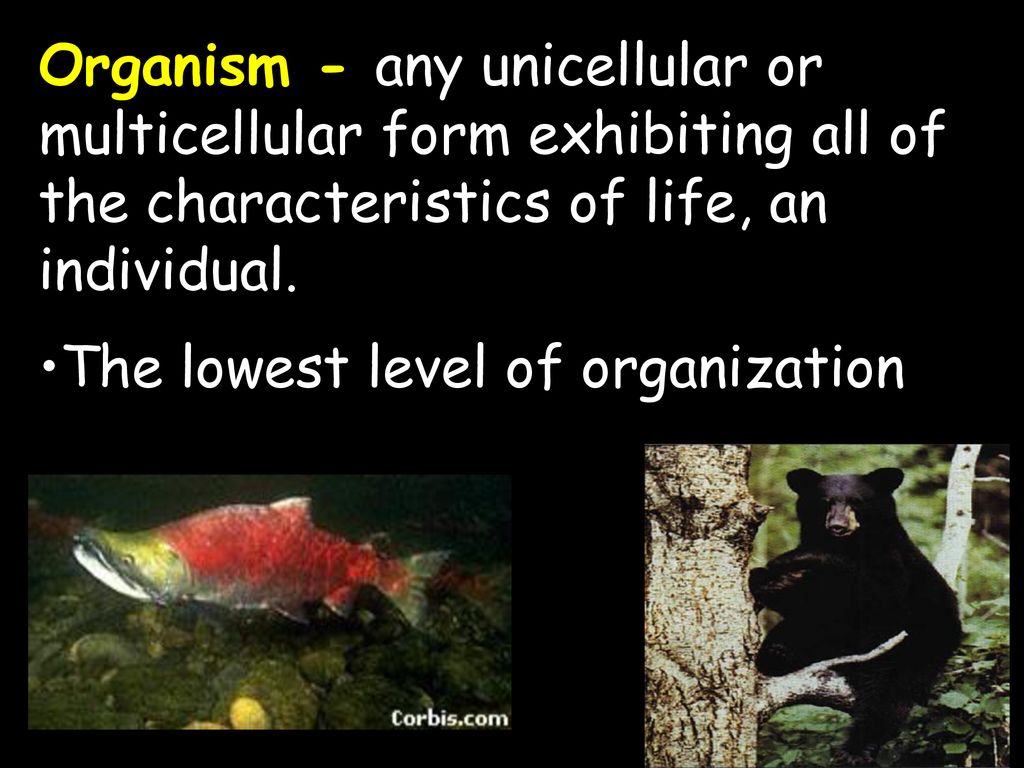 Organism - any unicellular or
multicellular form exhibiting all of
the characteristics of life, an
individual.
•The lowest level of organization
Corbis.com